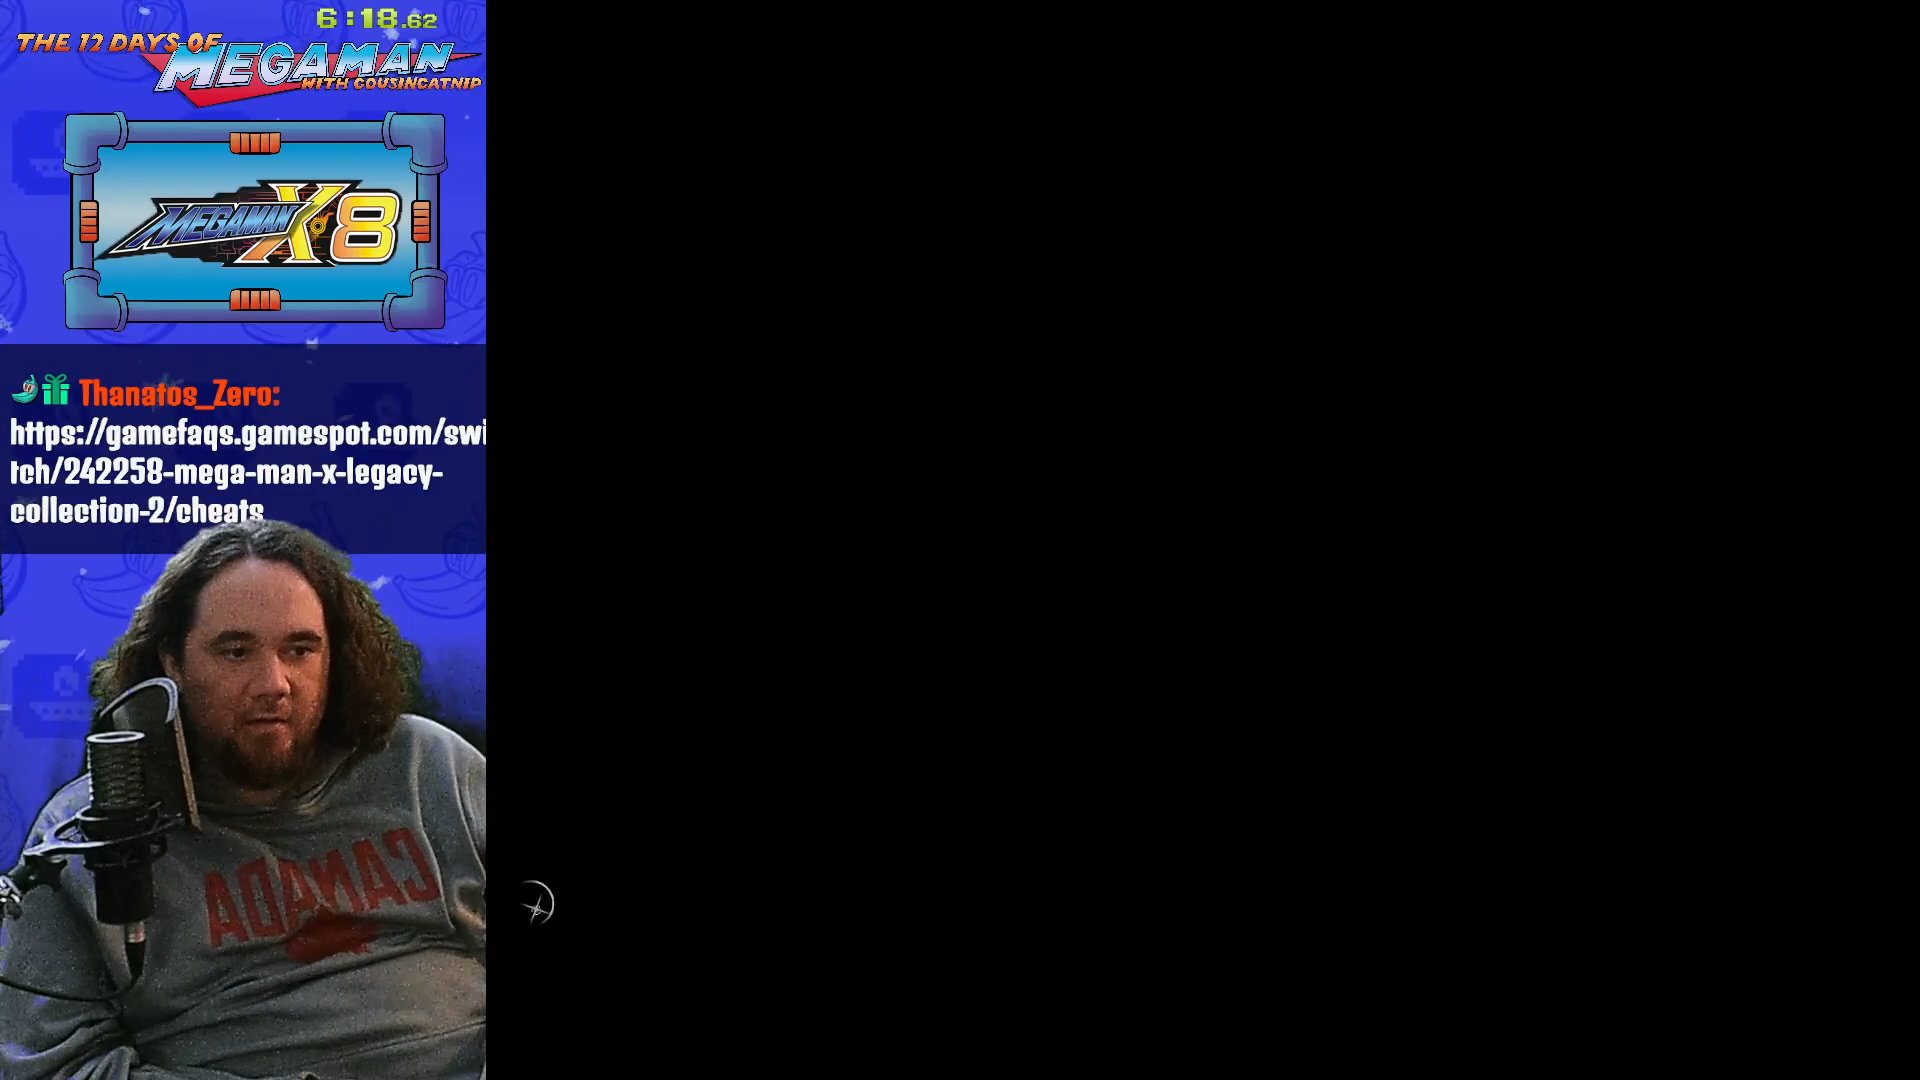 6:18.62
THE 12 DAYS OF
MEGAMAN
WITH COUSINCATNIP
MEGAMAN X8
Thanatos_Zero:
https://gamefaqs.gamespot.com/swi
tch/242258-mega-man-x-legacy-
collection-2/cheats
CANADA